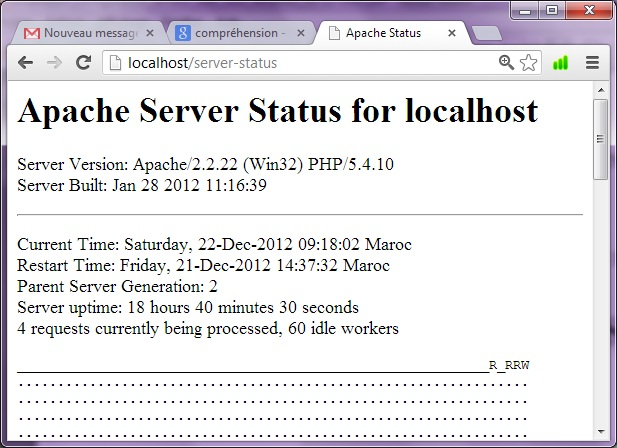 Nouveau messag
compréhension -
Apache Status
localhost/server-status
Apache Server Status for localhost
Server Version: Apache/2.2.22 (Win32) PHP/5.4.10
Server Built: Jan 28 2012 11:16:39
Current Time: Saturday, 22-Dec-2012 09:18:02 Maroc
Restart Time: Friday, 21-Dec-2012 14:37:32 Maroc
Parent Server Generation: 2
Server uptime: 18 hours 40 minutes 30 seconds
4 requests currently being processed, 60 idle workers
___________________________________________________________R_RRW
................................................................
................................................................
................................................................
................................................................